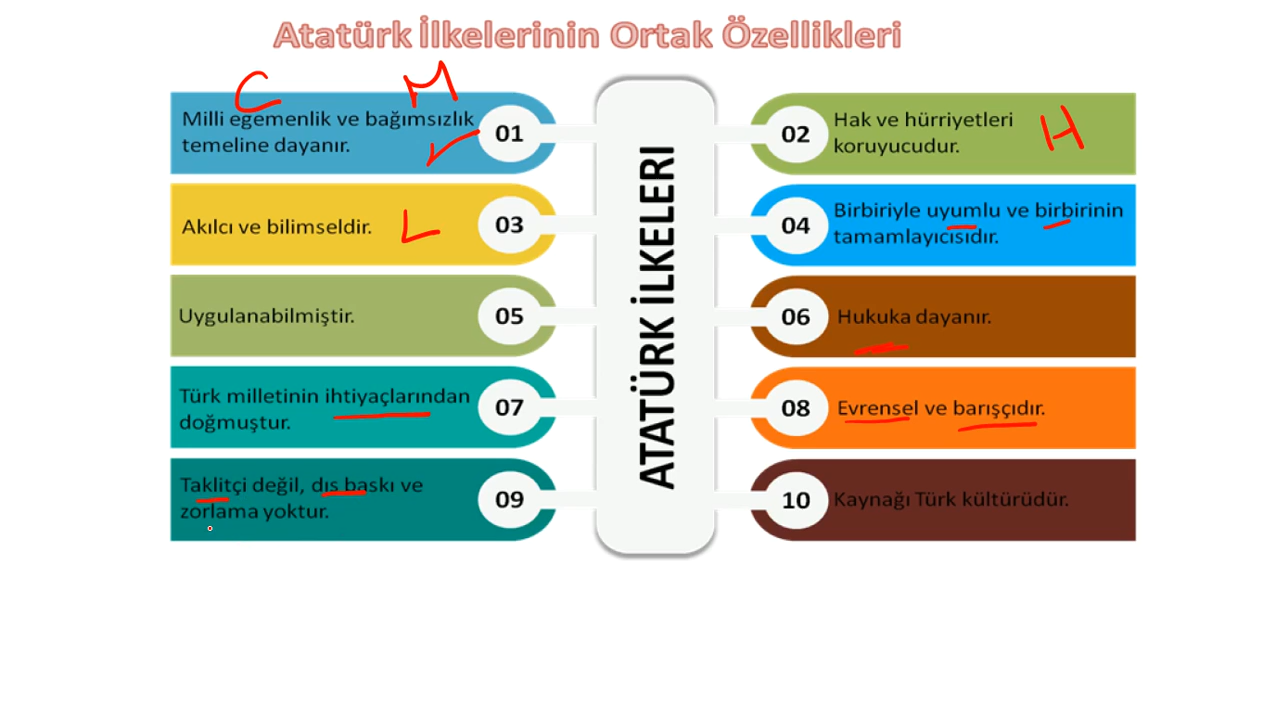 Atatürk İlkelerinin Ortak Özellikleri
C M
Milli egemenlik ve bağımsızlık
temeline dayanır.
01
02
Hak ve hürriyetleri
koruyucudur.
H
Akılcı ve bilimseldir.
L
03
04
Birbiriyle uyumlu ve birbirinin
tamamlayıcısıdır.
Uygulanabilmiştir.
05
06
Hukuka dayanır.
Türk milletinin ihtiyaçlarından
doğmuştur.
07
08
Evrensel ve barışçıdır.
Taklitçi değil, dış baskı ve
zorlama yoktur.
09
10
Kaynağı Türk kültürüdür.
ATATÜRK İLKELERI